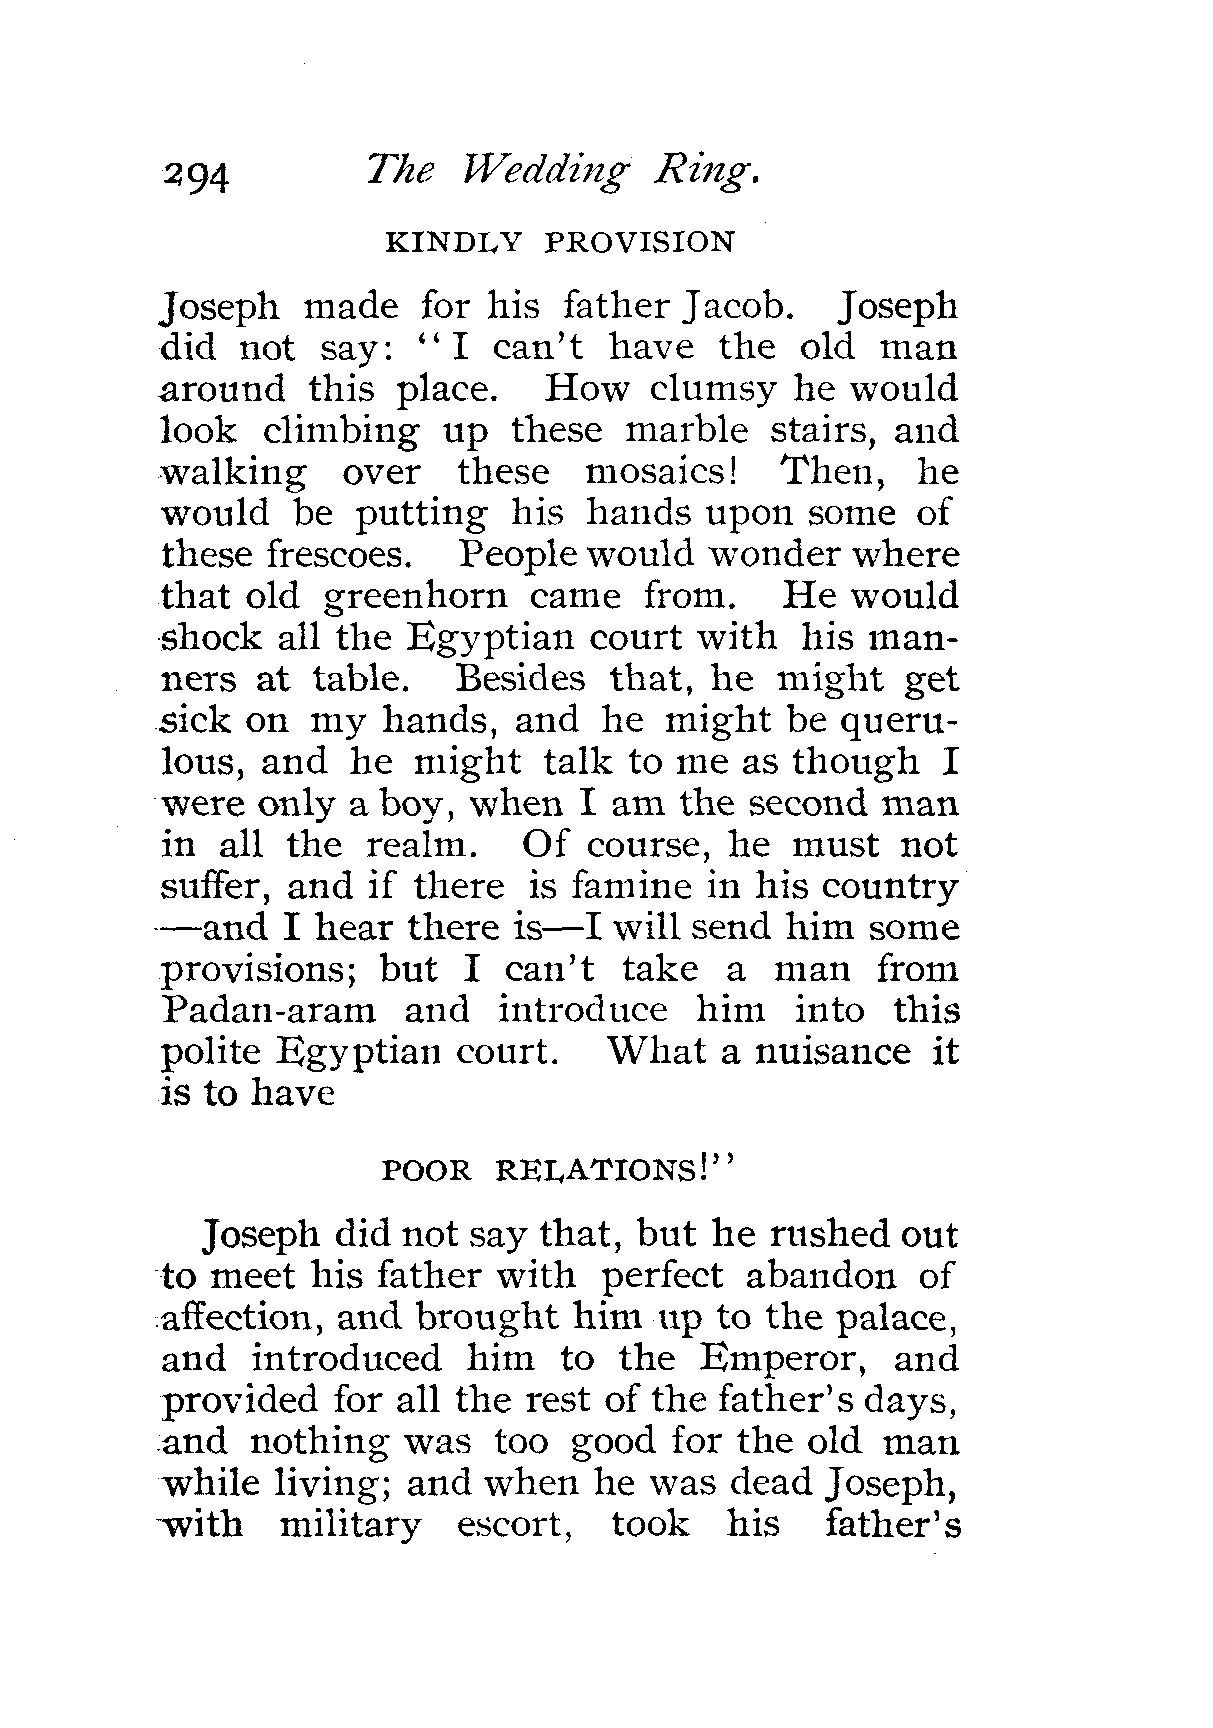 294 The Wedding Ring.
KINDLY PROVISION
Joseph made for his father Jacob. Joseph
did not say: “I can’t have the old man
around this place. How clumsy he would
look climbing up these marble stairs, and
walking over these mosaics! Then, he
would be putting his hands upon some of
these frescoes. People would wonder where
that old greenhorn came from. He would
shock all the Egyptian court with his man-
ners at table. Besides that, he might get
sick on my hands, and he might be queru-
lous, and he might talk to me as though I
were only a boy, when I am the second man
in all the realm. Of course, he must not
suffer, and if there is famine in his country
—and I hear there is—I will send him some
provisions; but I can’t take a man from
Padan-aram and introduce him into this
polite Egyptian court. What a nuisance it
is to have
POOR RELATIONS!”
Joseph did not say that, but he rushed out
to meet his father with perfect abandon of
affection, and brought him up to the palace,
and introduced him to the Emperor, and
provided for all the rest of the father’s days,
and nothing was too good for the old man
while living; and when he was dead Joseph,
with military escort, took his father’s